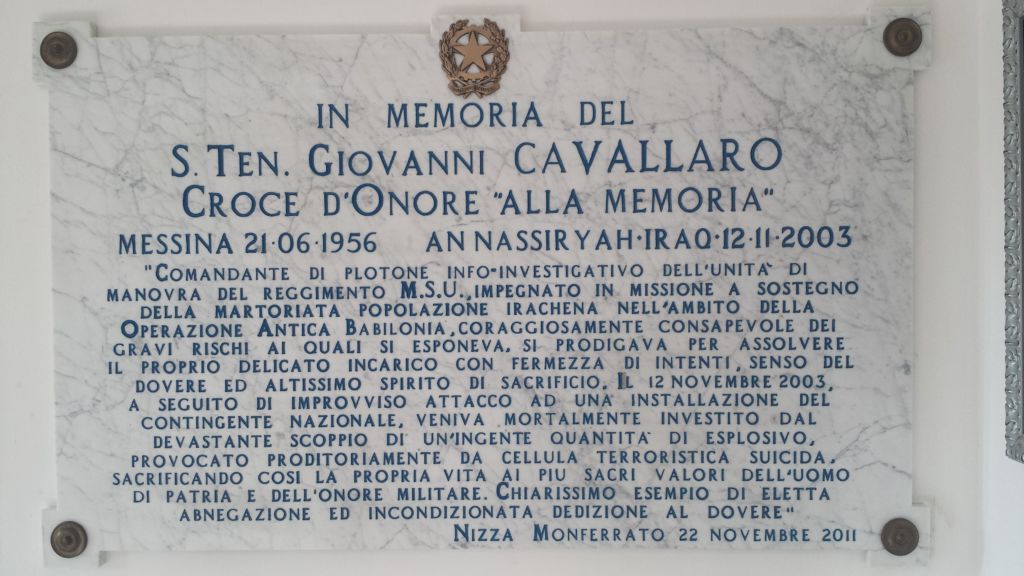 IN MEMORIA DEL
S. TEN. GIOVANNI CAVALLARO
CROCE D'ONORE "ALLA MEMORIA"
MESSINA 21·06·1956 AN NASSIRYAH·IRAQ·12·11·2003
"COMANDANTE DI PLOTONE INFO-INVESTIGATIVO DELL'UNITA' DI
MANOVRA DEL REGGIMENTO M.S.U., IMPEGNATO IN MISSIONE A SOSTEGNO
DELLA MARTORIATA POPOLAZIONE IRACHENA NELL'AMBITO DELLA
OPERAZIONE ANTICA BABILONIA, CORAGGIOSAMENTE CONSAPEVOLE DEI
GRAVI RISCHI AI QUALI SI ESPONEVA, SI PRODIGAVA PER ASSOLVERE
IL PROPRIO DELICATO INCARICO CON FERMEZZA DI INTENTI, SENSO DEL
DOVERE ED ALTISSIMO SPIRITO DI SACRIFICIO. IL 12 NOVEMBRE 2003,
A SEGUITO DI IMPROVVISO ATTACCO AD UNA INSTALLAZIONE DEL
CONTINGENTE NAZIONALE, VENIVA MORTALMENTE INVESTITO DAL
DEVASTANTE SCOPPIO DI UN'INGENTE QUANTITA' DI ESPLOSIVO,
PROVOCATO PRODITORIAMENTE DA CELLULA TERRORISTICA SUICIDA.
SACRIFICANDO COSI LA PROPRIA VITA AI PIU SACRI VALORI DELL'UOMO
DI PATRIA E DELL'ONORE MILITARE. CHIARISSIMO ESEMPIO DI ELETTA
ABNEGAZIONE ED INCONDIZIONATA DEDIZIONE AL DOVERE"
NIZZA MONFERRATO 22 NOVEMBRE 2011